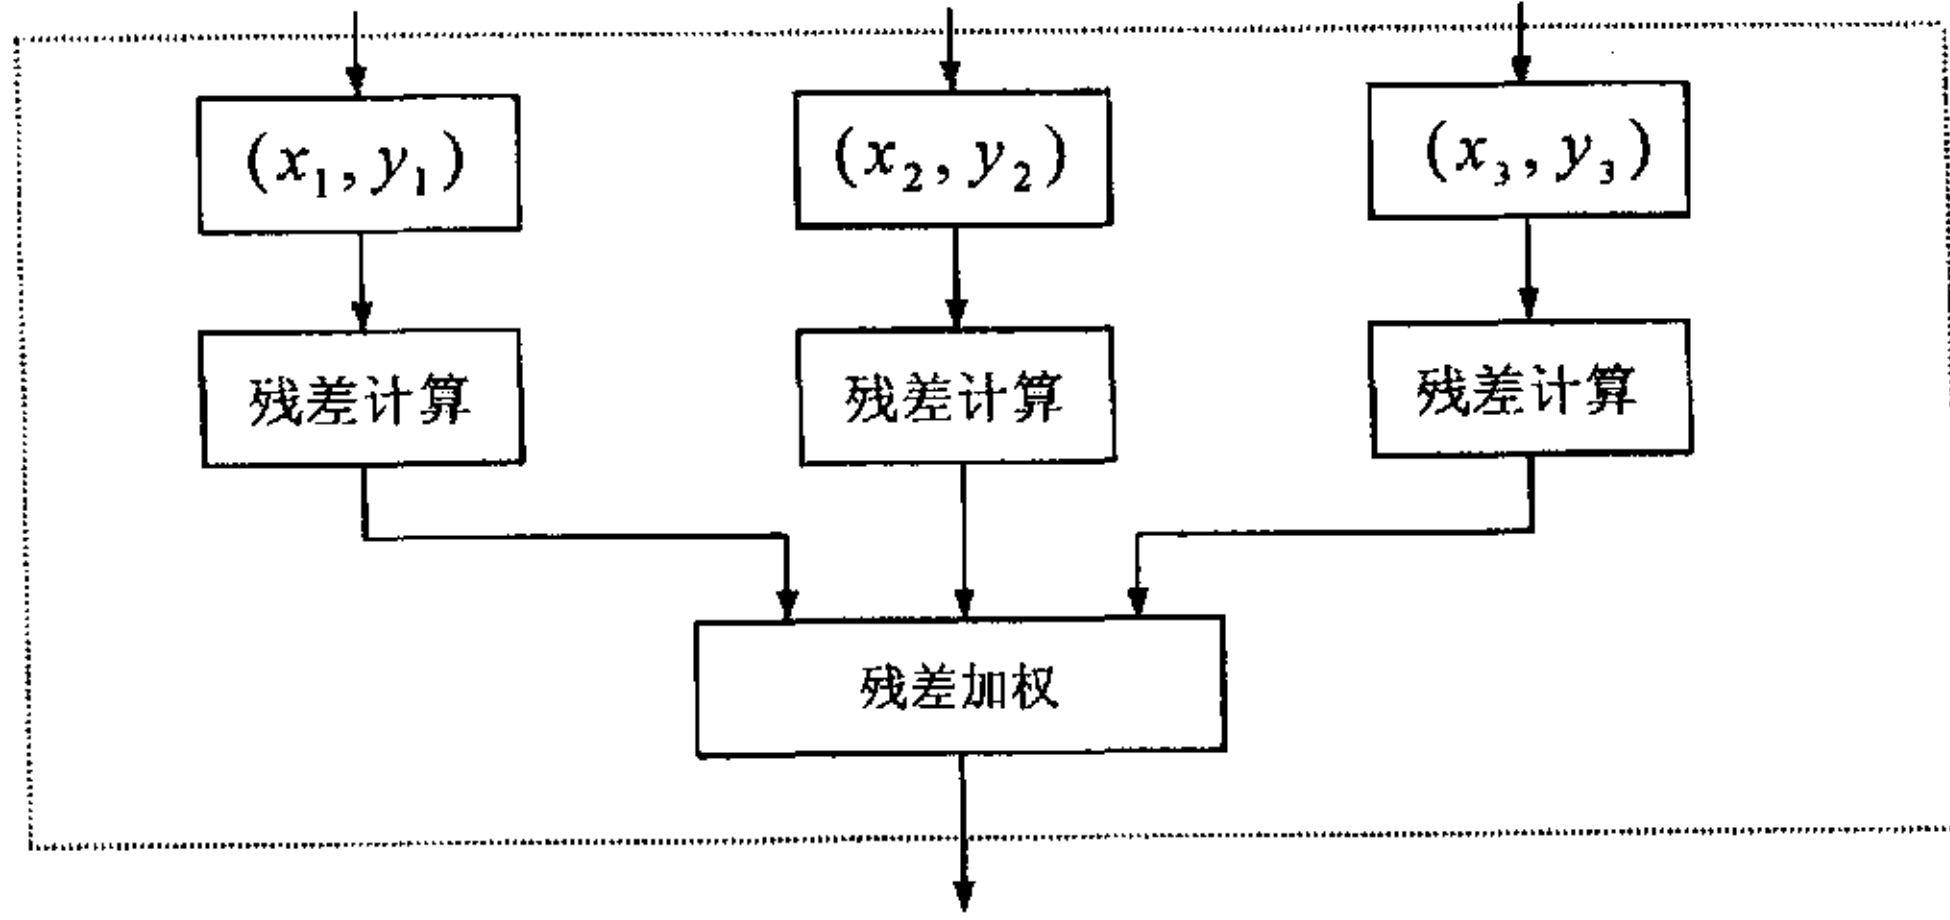 (x₁, y₁)
(x₂, y₂)
(x₃, y₃)
残差计算
残差计算
残差计算
残差加权